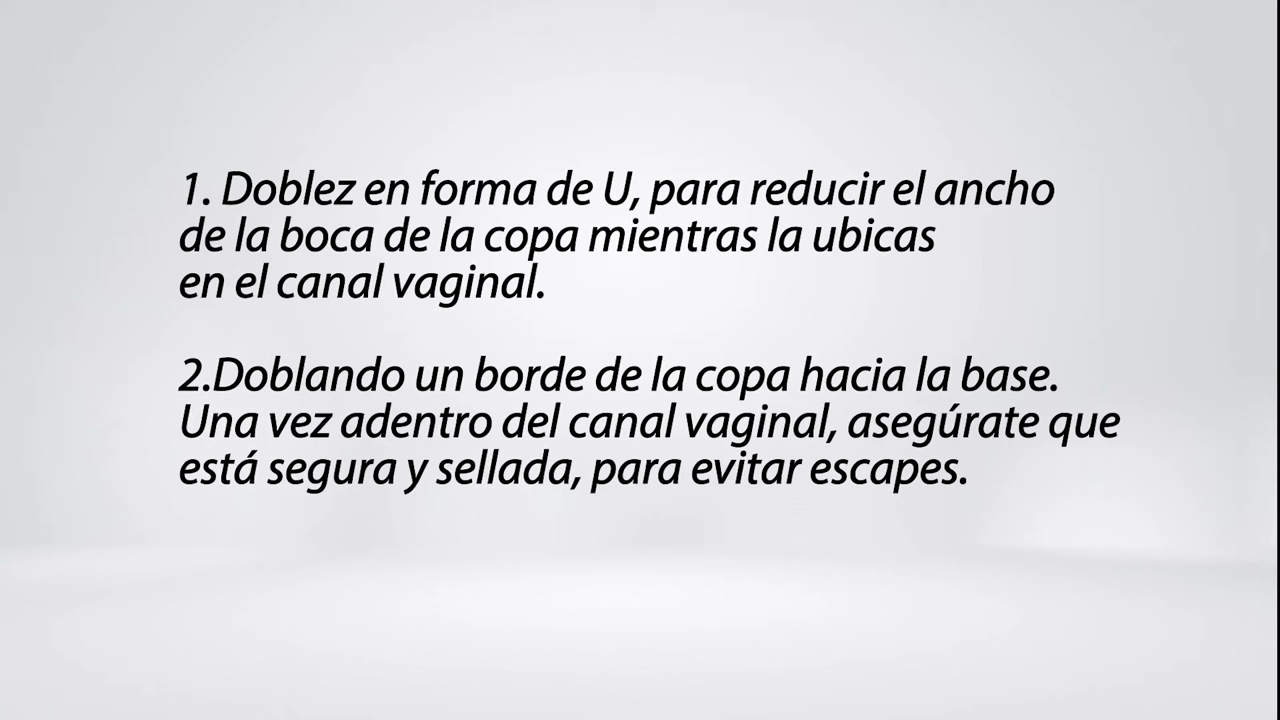 1. Doblez en forma de U, para reducir el ancho
de la boca de la copa mientras la ubicas
en el canal vaginal.
2.Doblando un borde de la copa hacia la base.
Una vez adentro del canal vaginal, asegúrate que
está segura y sellada, para evitar escapes.